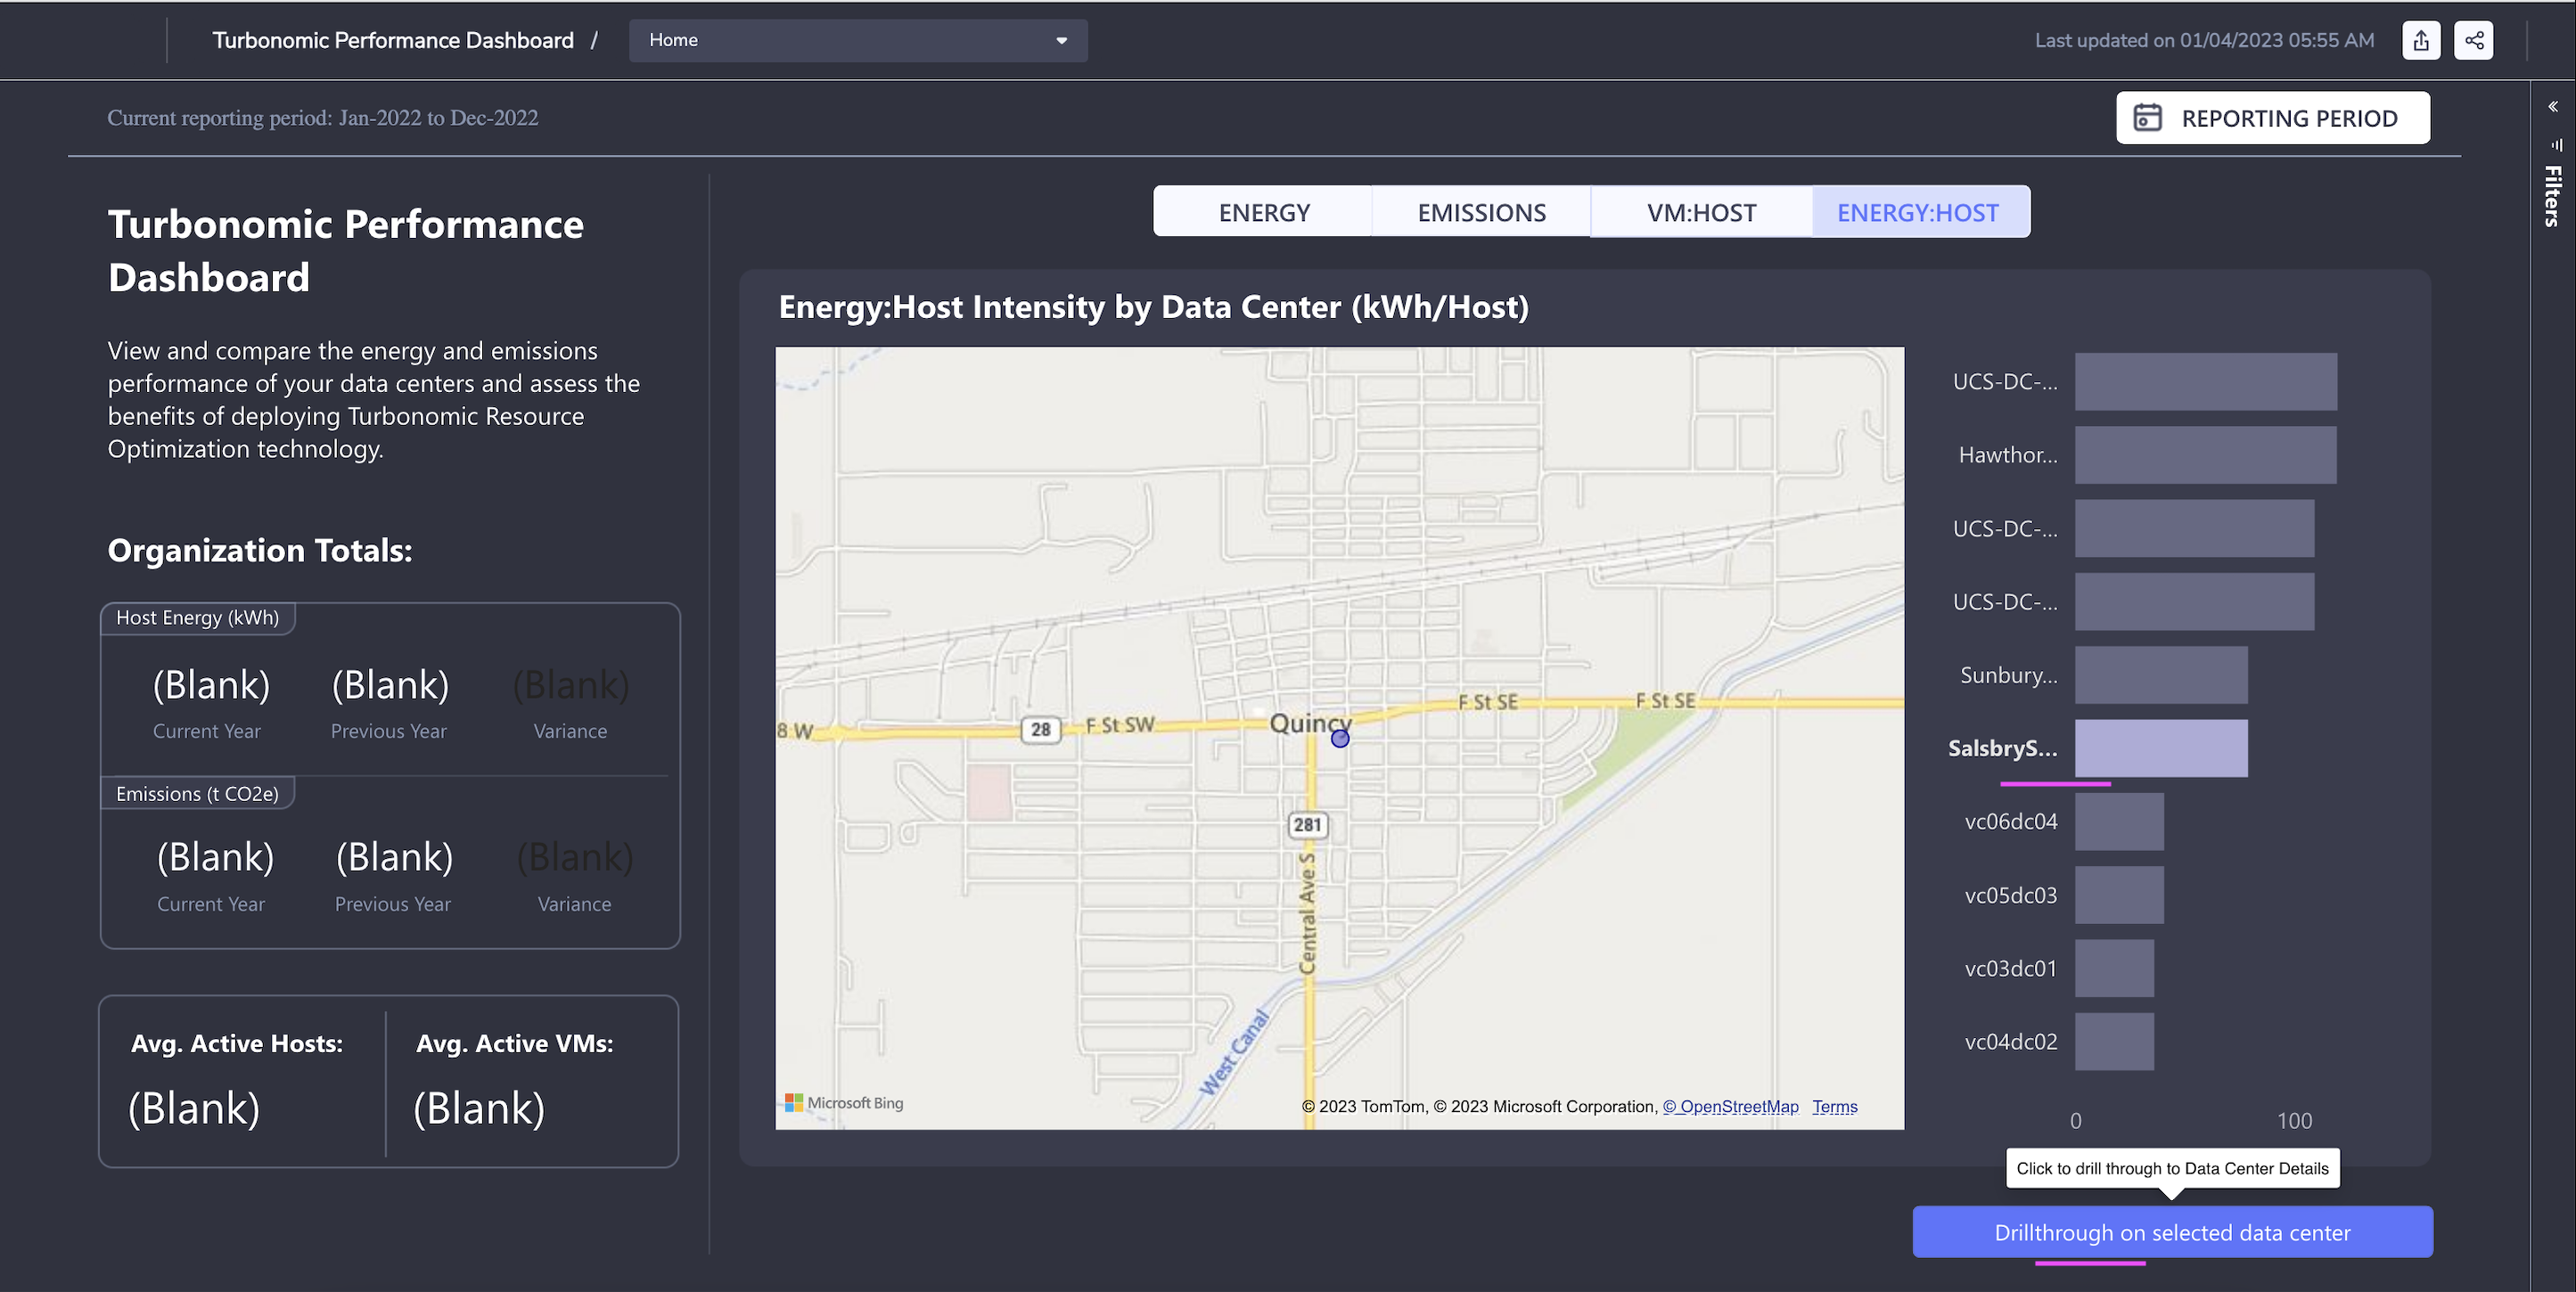 Turbonomic Performance Dashboard / Home
Last updated on 01/04/2023 05:55 AM
Current reporting period: Jan-2022 to Dec-2022
REPORTING PERIOD
Filters
Turbonomic Performance
Dashboard
View and compare the energy and emissions
performance of your data centers and assess the
benefits of deploying Turbonomic Resource
Optimization technology.
Organization Totals:
Host Energy (kWh)
(Blank) (Blank) (Blank)
Current Year Previous Year Variance
Emissions (t CO2e)
(Blank) (Blank) (Blank)
Current Year Previous Year Variance
Avg. Active Hosts: Avg. Active VMs:
(Blank) (Blank)
ENERGY EMISSIONS VM:HOST ENERGY:HOST
Energy:Host Intensity by Data Center (kWh/Host)
F St SE F St SE
8 W 28 F St SW Quincy
281
Central Ave S
West Canal
Microsoft Bing
© 2023 TomTom, © 2023 Microsoft Corporation, © OpenStreetMap Terms
UCS-DC-...
Hawthor...
UCS-DC-...
UCS-DC-...
Sunbury...
SalsbryS...
vc06dc04
vc05dc03
vc03dc01
vc04dc02
0 100
Click to drill through to Data Center Details
Drillthrough on selected data center